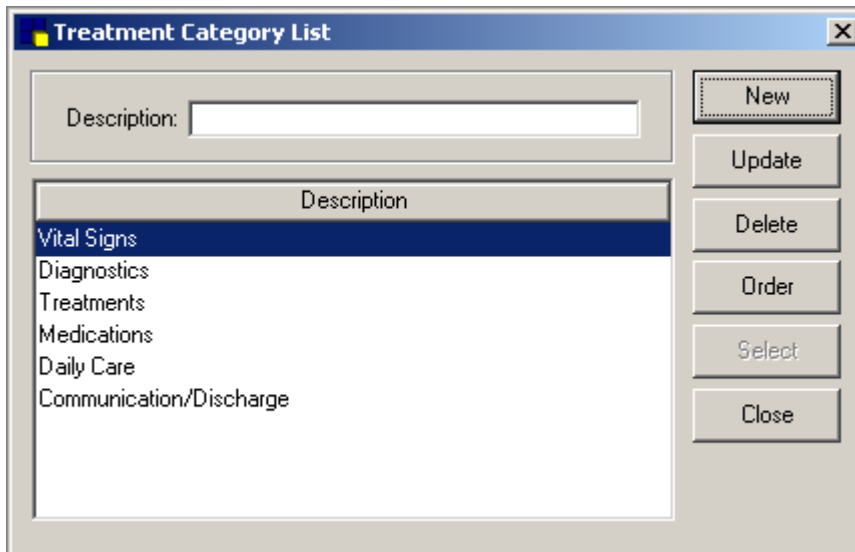 Treatment Category List
Description:
New
Update
Description
Delete
Vital Signs
Diagnostics
Order
Treatments
Medications
Select
Daily Care
Communication/Discharge
Close